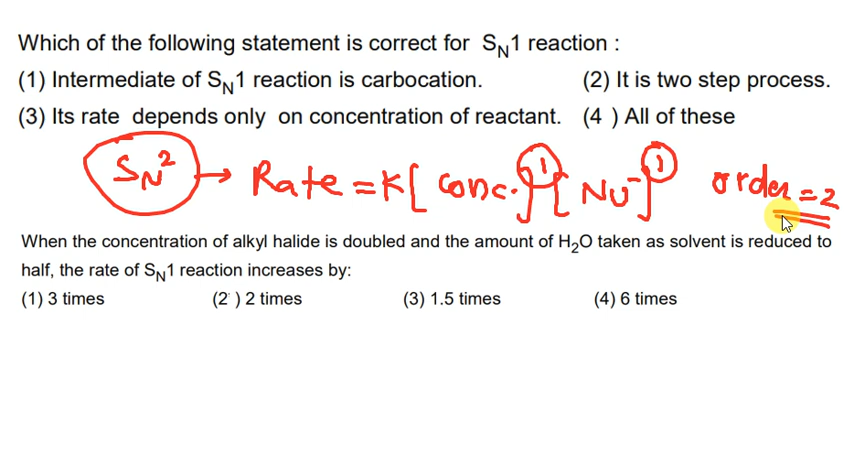 Which of the following statement is correct for SN1 reaction :
(1) Intermediate of SN1 reaction is carbocation. (2) It is two step process.
(3) Its rate depends only on concentration of reactant. (4 ) All of these
SN2 → Rate = K[conc.]1[Nu-]1 order = 2
When the concentration of alkyl halide is doubled and the amount of H2O taken as solvent is reduced to
half, the rate of SN1 reaction increases by:
(1) 3 times (2 ) 2 times (3) 1.5 times (4) 6 times